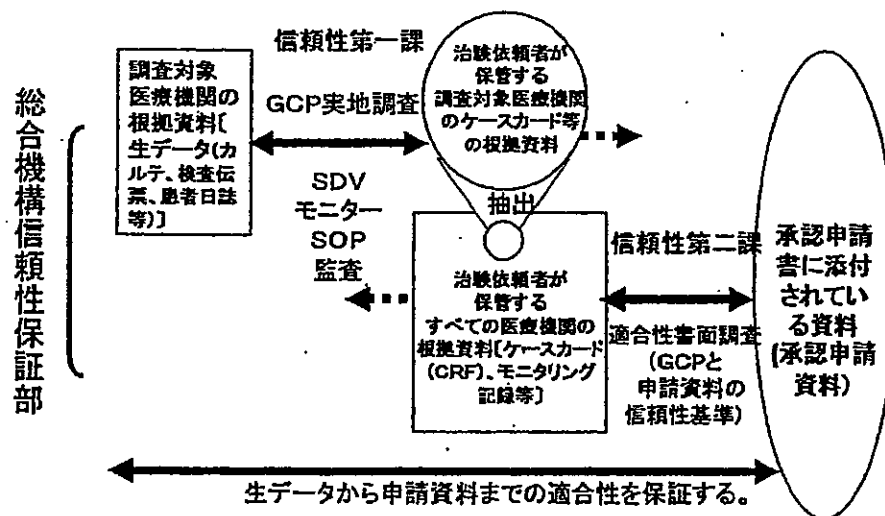 総合機構信頼性保証部
調査対象
医療機関の
根拠資料[
生データ(カ
ルテ、検査伝
票、患者日誌
等)]
信頼性第一課
GCP実地調査
SDV
モニター
SOP
監査
治験依頼者が
保管する
調査対象医療機関
のケースカード等
の根拠資料
抽出
治験依頼者が
保管する
すべての医療機関の
根拠資料[ケースカード
(CRF)、モニタリング
記録等]
信頼性第二課
適合性書面調査
(GCPと
申請資料の
信頼性基準)
承認申請
書に添付
されてい
る資料
(承認申請
資料)
生データから申請資料までの適合性を保証する。